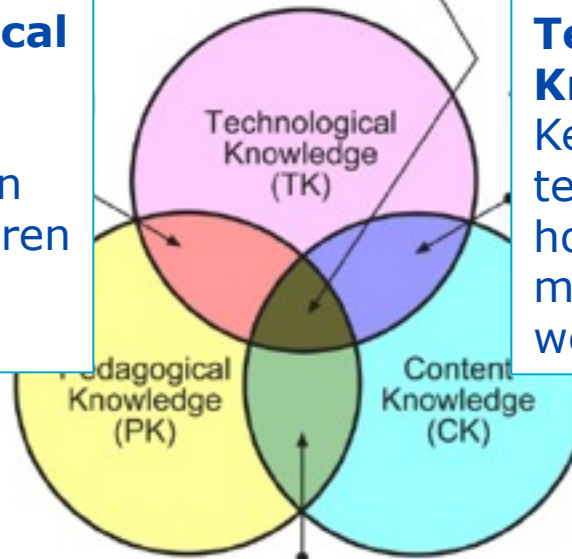 cal
n
ren
Technological
Knowledge
(TK)
Te
Kn
Ke
te
ho
m
we
Pedagogical
Knowledge
(PK)
Content
Knowledge
(CK)